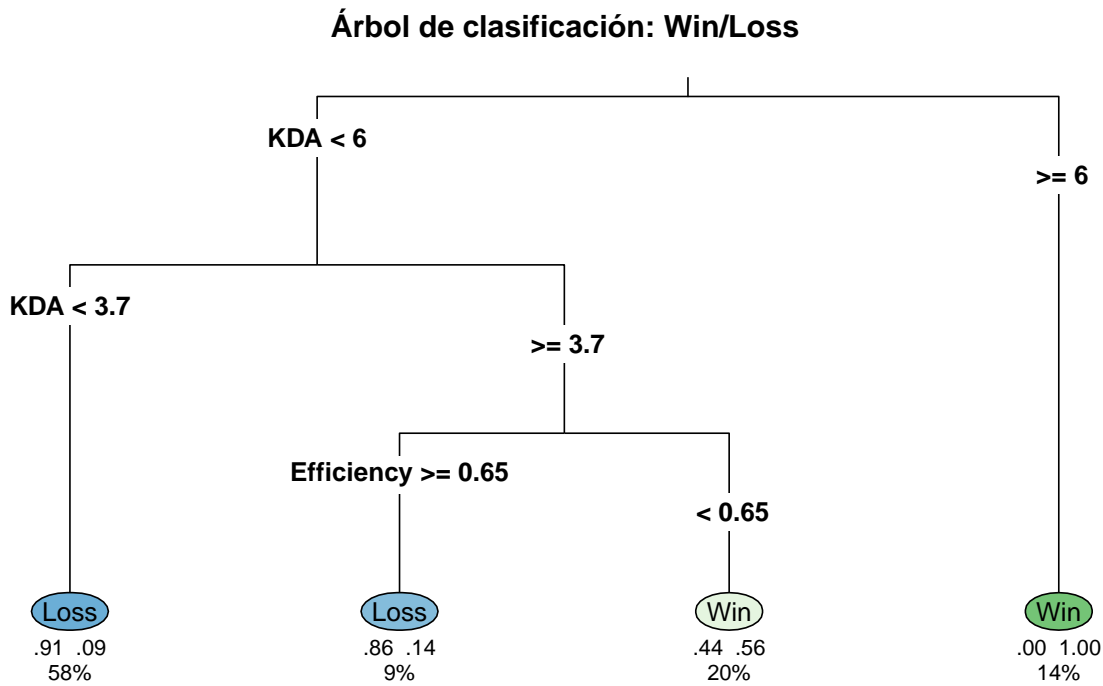 Árbol de clasificación: Win/Loss
KDA < 6
>= 6
KDA < 3.7
>= 3.7
Efficiency >= 0.65
< 0.65
Loss
Loss
Win
Win
.91 .09
.86 .14
.44 .56
.00 1.00
58%
9%
20%
14%